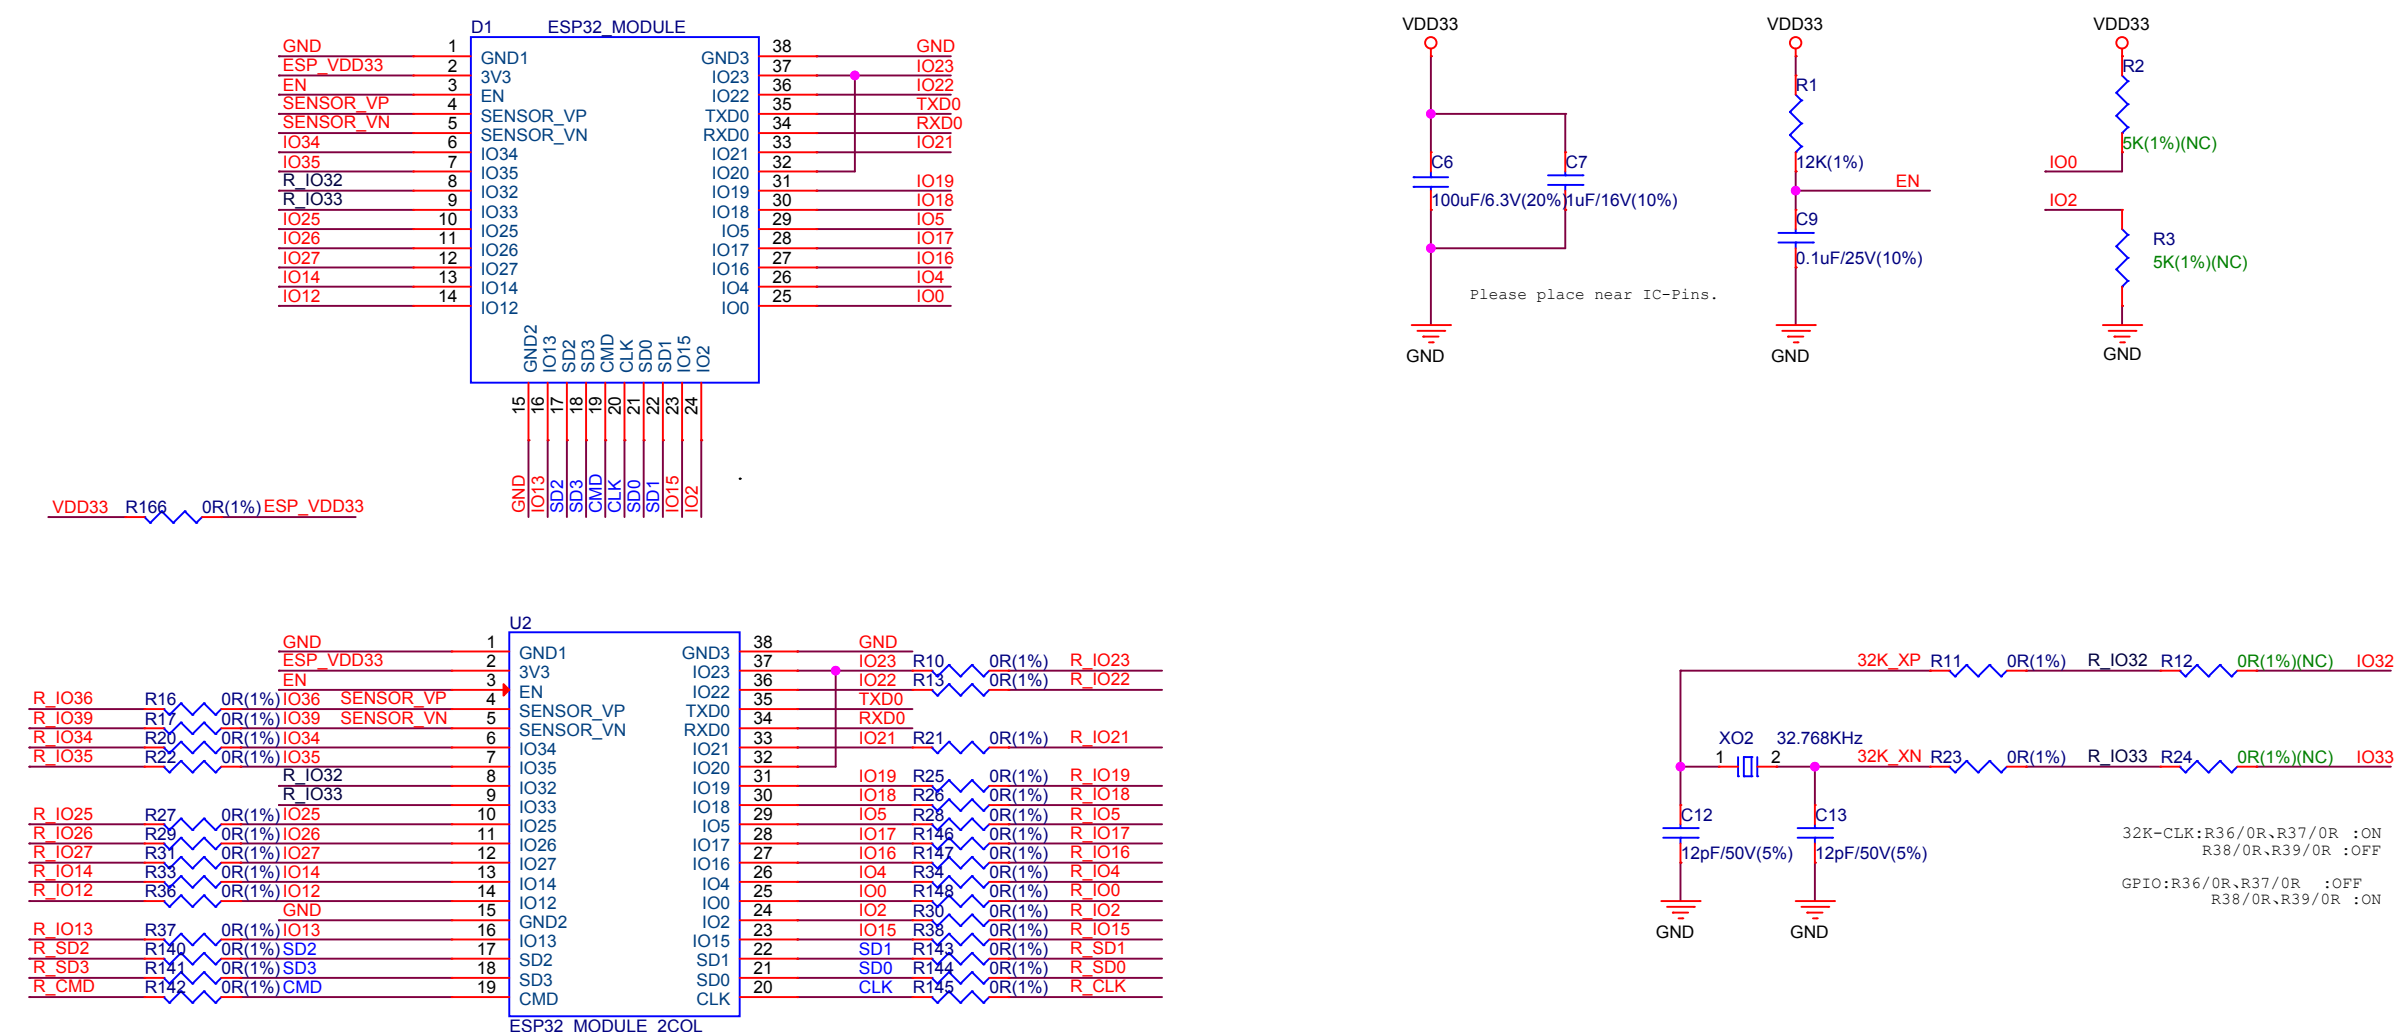 D1 ESP32_MODULE
GND 1 GND1 GND3 38 GND
ESP_VDD33 2 3V3 IO23 37 IO23
EN 3 EN IO22 36 IO22
SENSOR_VP 4 SENSOR_VP TXD0 35 TXD0
SENSOR_VN 5 SENSOR_VN RXD0 34 RXD0
IO34 6 IO34 IO21 33 IO21
IO35 7 IO35 IO20 32
R_IO32 8 IO32 IO19 31 IO19
R_IO33 9 IO33 IO18 30 IO18
IO25 10 IO25 IO5 29 IO5
IO26 11 IO26 IO17 28 IO17
IO27 12 IO27 IO16 27 IO16
IO14 13 IO14 IO4 26 IO4
IO12 14 IO12 IO0 25 IO0
GND2 IO13 SD2 SD3 CMD CLK SD0 SD1 IO15 IO2
15 16 17 18 19 20 21 22 23 24
GND IO13 SD2 SD3 CMD CLK SD0 SD1 IO15 IO2
VDD33 R166 0R(1%) ESP_VDD33
VDD33
C6
100uF/6.3V(20%)
C7
1uF/16V(10%)
GND
Please place near IC-Pins.
VDD33
R1
12K(1%)
EN
C9
0.1uF/25V(10%)
GND
VDD33
R2
5K(1%)(NC)
IO0
IO2
R3
5K(1%)(NC)
GND
U2
GND 1 GND1 GND3 38 GND
ESP_VDD33 2 3V3 IO23 37 IO23 R10 0R(1%) R_IO23
EN 3 EN IO22 36 IO22 R13 0R(1%) R_IO22
R_IO36 R16 0R(1%) IO36 SENSOR_VP 4 SENSOR_VP TXD0 35 TXD0
R_IO39 R17 0R(1%) IO39 SENSOR_VN 5 SENSOR_VN RXD0 34 RXD0
R_IO34 R20 0R(1%) IO34 6 IO34 IO21 33 IO21 R21 0R(1%) R_IO21
R_IO35 R22 0R(1%) IO35 7 IO35 IO20 32
R_IO32 8 IO32 IO19 31 IO19 R25 0R(1%) R_IO19
R_IO33 9 IO33 IO18 30 IO18 R26 0R(1%) R_IO18
R_IO25 R27 0R(1%) IO25 10 IO25 IO5 29 IO5 R28 0R(1%) R_IO5
R_IO26 R29 0R(1%) IO26 11 IO26 IO17 28 IO17 R146 0R(1%) R_IO17
R_IO27 R31 0R(1%) IO27 12 IO27 IO16 27 IO16 R147 0R(1%) R_IO16
R_IO14 R33 0R(1%) IO14 13 IO14 IO4 26 IO4 R34 0R(1%) R_IO4
R_IO12 R36 0R(1%) IO12 14 IO12 IO0 25 IO0 R148 0R(1%) R_IO0
GND 15 GND2 IO2 24 IO2 R30 0R(1%) R_IO2
R_IO13 R37 0R(1%) IO13 16 IO13 IO15 23 IO15 R38 0R(1%) R_IO15
R_SD2 R140 0R(1%) SD2 17 SD2 SD1 22 SD1 R143 0R(1%) R_SD1
R_SD3 R141 0R(1%) SD3 18 SD3 SD0 21 SD0 R144 0R(1%) R_SD0
R_CMD R142 0R(1%) CMD 19 CMD CLK 20 CLK R145 0R(1%) R_CLK
ESP32_MODULE_2COL
32K_XP R11 0R(1%) R_IO32 R12 0R(1%)(NC) IO32
XO2 32.768KHz
1 2 32K_XN R23 0R(1%) R_IO33 R24 0R(1%)(NC) IO33
C12 C13
12pF/50V(5%) 12pF/50V(5%)
GND GND
32K-CLK:R36/0R、R37/0R :ON
R38/0R、R39/0R :OFF
GPIO:R36/0R、R37/0R :OFF
R38/0R、R39/0R :ON